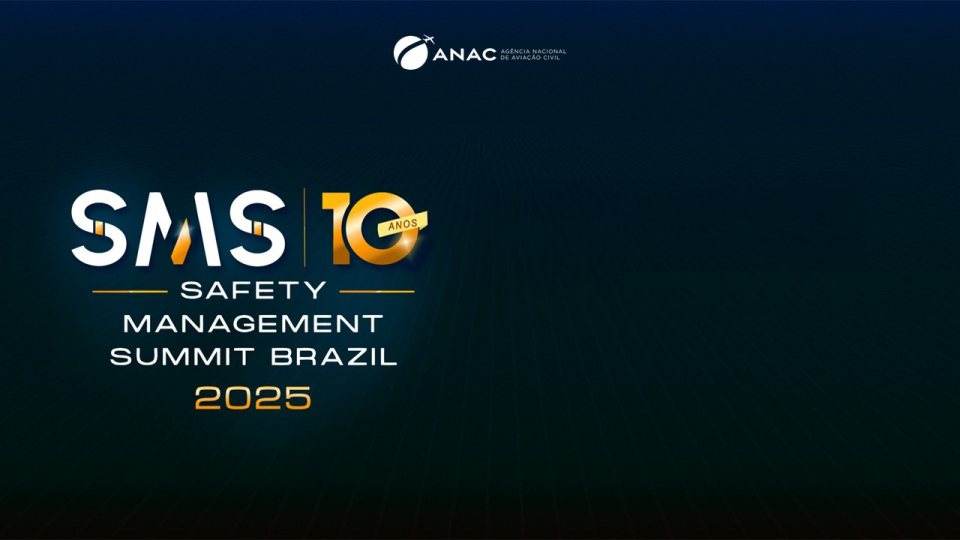 ANAC AGÊNCIA NACIONAL
DE AVIAÇÃO CIVIL
SMS 10 ANOS
SAFETY
MANAGEMENT
SUMMIT BRAZIL
2025